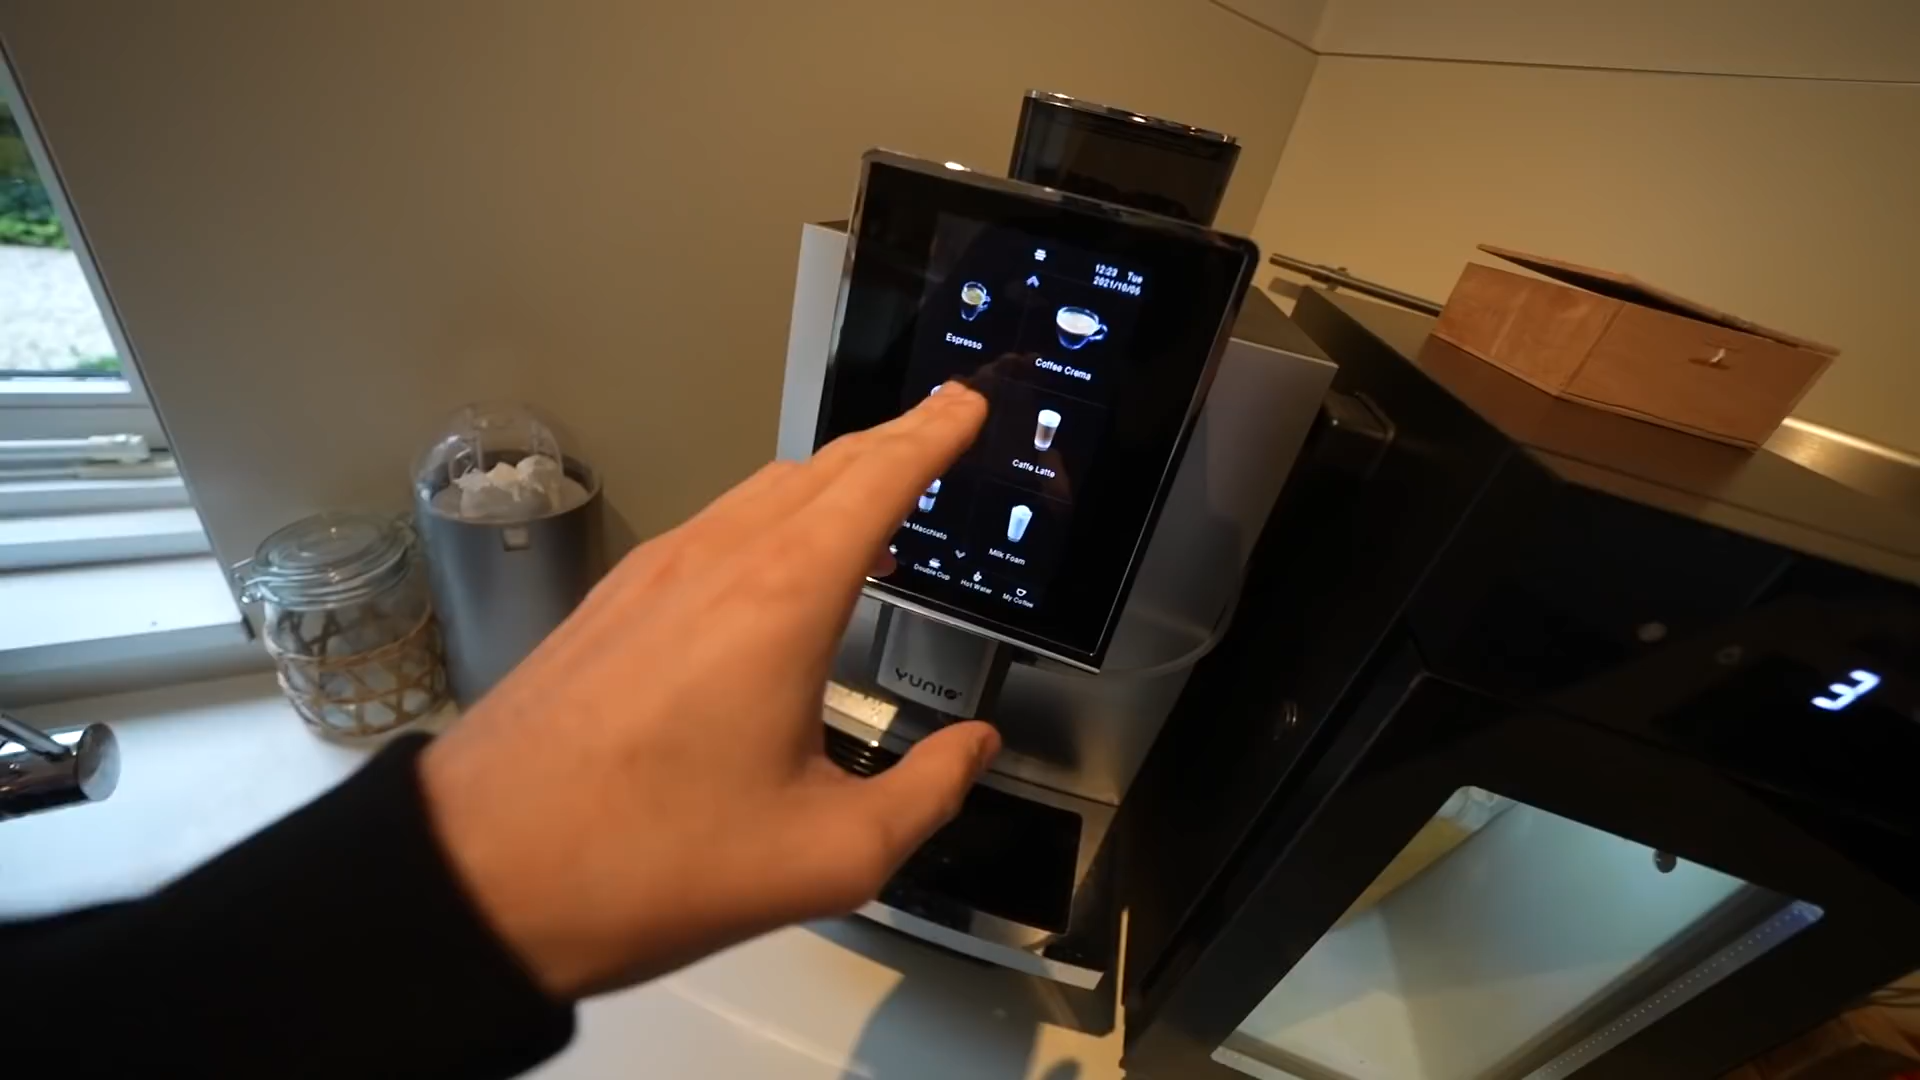 12:23 Tue
2021/10/05
Espresso
Coffee Crema
Caffe Latte
Macchiato
Milk Foam
Double Cup
Hot Water
My Coffee
YUNIO
3